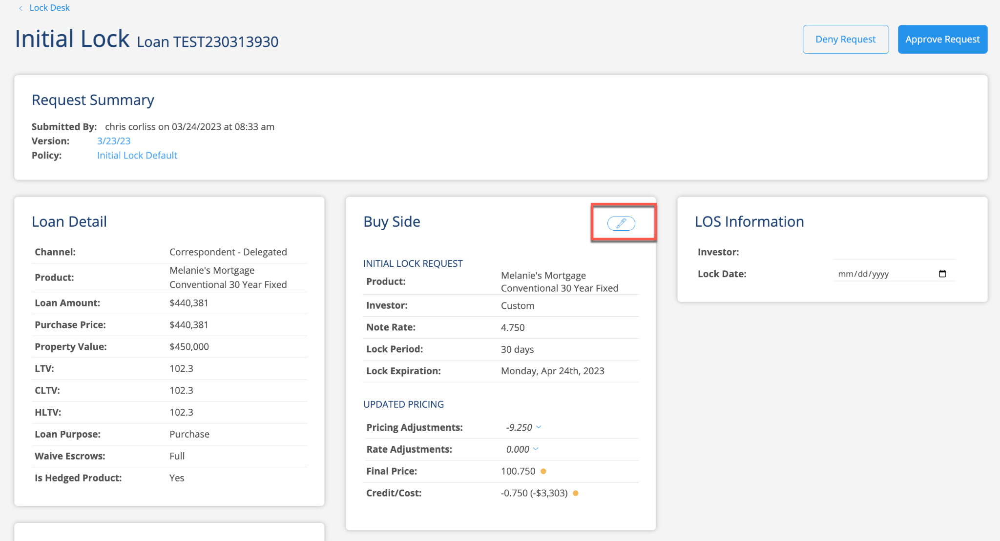 Lock Desk
Initial Lock Loan TEST230313930
Deny Request
Approve Request
Request Summary
Submitted By: chris corliss on 03/24/2023 at 08:33 am
Version: 3/23/23
Policy: Initial Lock Default
Loan Detail
Channel: Correspondent - Delegated
Product: Melanie's Mortgage
Conventional 30 Year Fixed
Loan Amount: $440,381
Purchase Price: $440,381
Property Value: $450,000
LTV: 102.3
CLTV: 102.3
HLTV: 102.3
Loan Purpose: Purchase
Waive Escrows: Full
Is Hedged Product: Yes
Buy Side
INITIAL LOCK REQUEST
Product: Melanie's Mortgage
Conventional 30 Year Fixed
Investor: Custom
Note Rate: 4.750
Lock Period: 30 days
Lock Expiration: Monday, Apr 24th, 2023
UPDATED PRICING
Pricing Adjustments: -9.250
Rate Adjustments: 0.000
Final Price: 100.750
Credit/Cost: -0.750 (-$3,303)
LOS Information
Investor:
Lock Date: mm/dd/yyyy